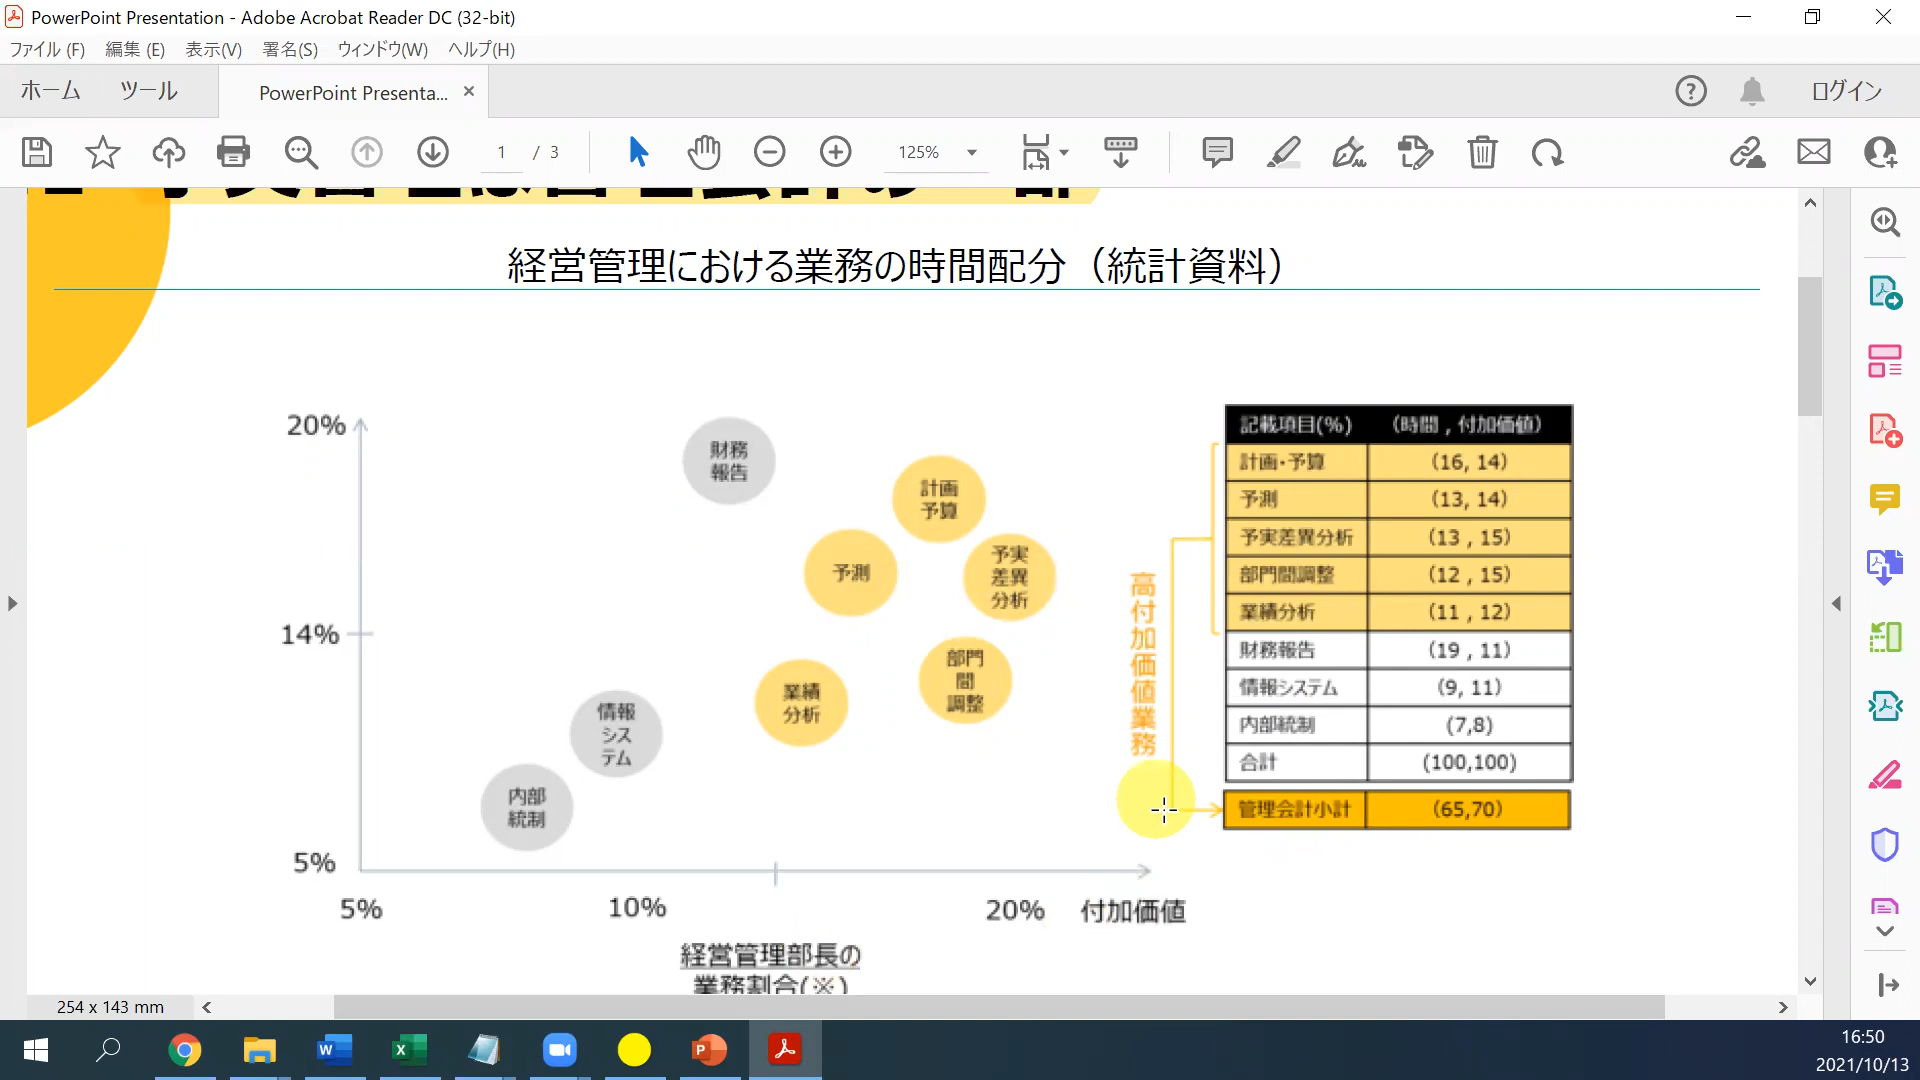 PowerPoint Presentation - Adobe Acrobat Reader DC (32-bit)
ファイル (F) 編集 (E) 表示(V) 署名(S) ウィンドウ(W) ヘルプ(H)
ホーム ツール PowerPoint Presenta... × ログイン
1 / 3 125%
経営管理における業務の時間配分（統計資料）
20%
14%
5%
5% 10% 20% 付加価値
財務
報告
計画
予算
予測
予実
差異
分析
部門
間
調整
業績
分析
情報
シス
テム
内部
統制
経営管理部長の
業務割合(※)
高付加価値業務
記載項目(%) （時間 , 付加価値）
計画・予算 （16, 14）
予測 （13, 14）
予実差異分析 （13 , 15）
部門間調整 （12 , 15）
業績分析 （11 , 12）
財務報告 （19 , 11）
情報システム （9, 11）
内部統制 (7,8)
合計 (100,100)
管理会計小計 （65,70）
254 x 143 mm
16:50
2021/10/13